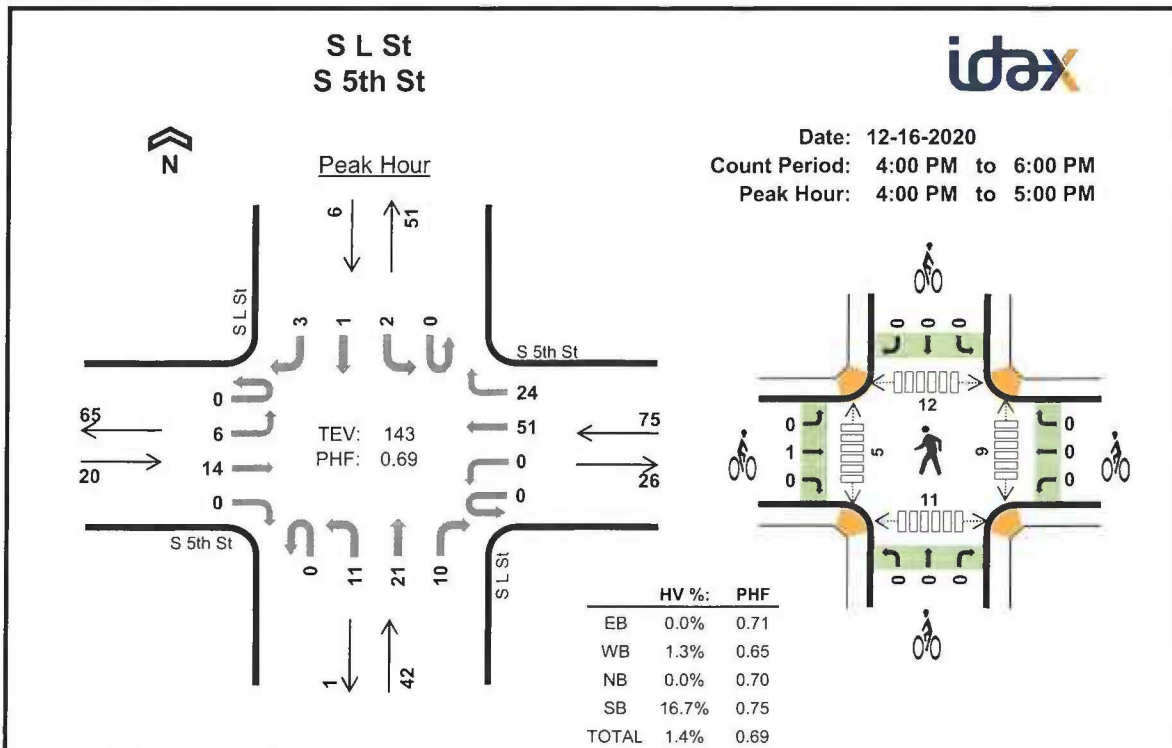 S L St
S 5th St
idax
N
Peak Hour
Date: 12-16-2020
Count Period: 4:00 PM to 6:00 PM
Peak Hour: 4:00 PM to 5:00 PM
6
51
S L St
3
1
2
0
S 5th St
0
6
14
0
65
20
TEV: 143
PHF: 0.69
24
51
0
0
75
26
S 5th St
0
11
21
10
S L St
1
42
0
0
0
12
0
1
0
5
9
0
0
0
11
0
0
0
HV %: PHF
EB 0.0% 0.71
WB 1.3% 0.65
NB 0.0% 0.70
SB 16.7% 0.75
TOTAL 1.4% 0.69